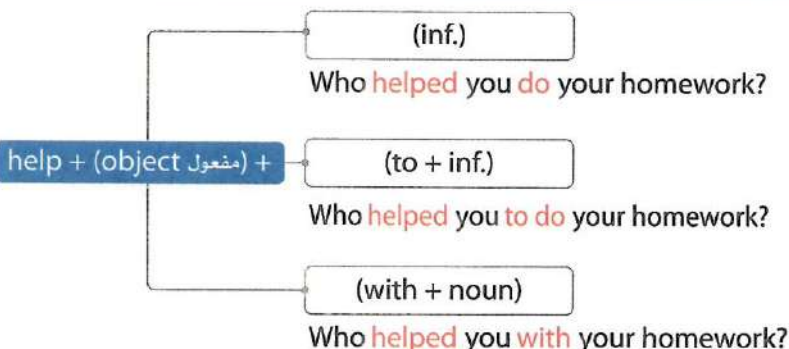 (inf.)
Who helped you do your homework?
help + (object مفعول) +
(to + inf.)
Who helped you to do your homework?
(with + noun)
Who helped you with your homework?